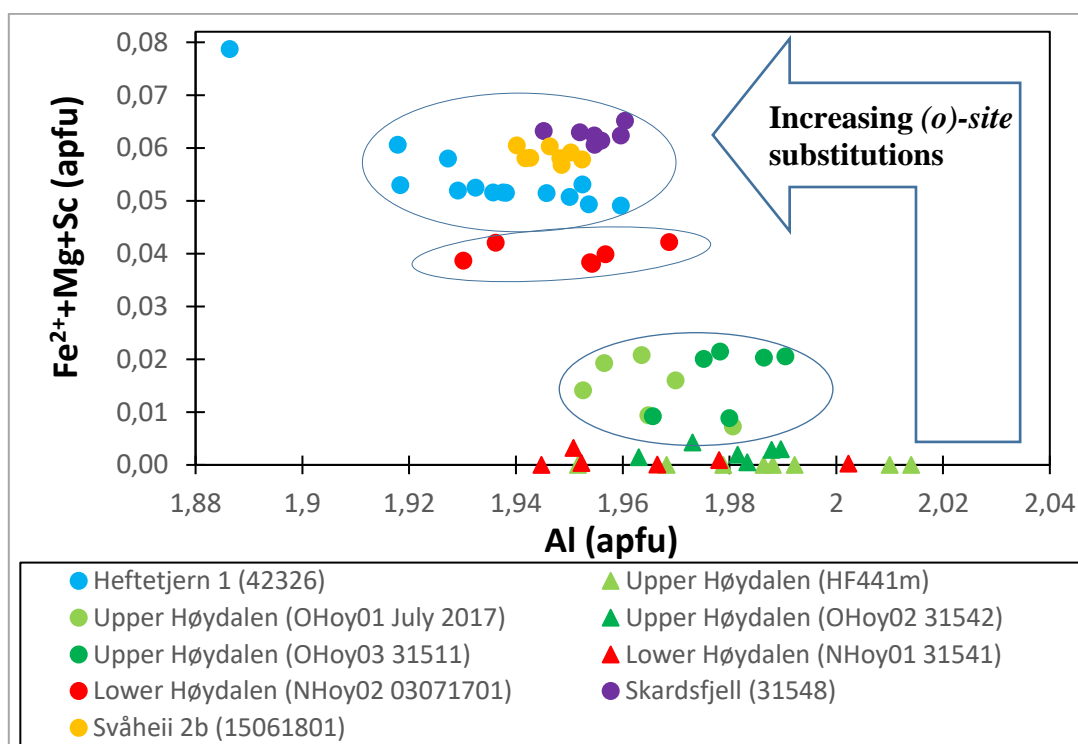 0,08
0,07
0,06
0,05
0,04
0,03
0,02
0,01
0,00
Fe2++Mg+Sc (apfu)
Increasing (o)-site
substitutions
1,88 1,9 1,92 1,94 1,96 1,98 2 2,02 2,04
Al (apfu)
Heftetjern 1 (42326) Upper Høydalen (HF441m)
Upper Høydalen (OHoy01 July 2017) Upper Høydalen (OHoy02 31542)
Upper Høydalen (OHoy03 31511) Lower Høydalen (NHoy01 31541)
Lower Høydalen (NHoy02 03071701) Skardsfjell (31548)
Svåheii 2b (15061801)